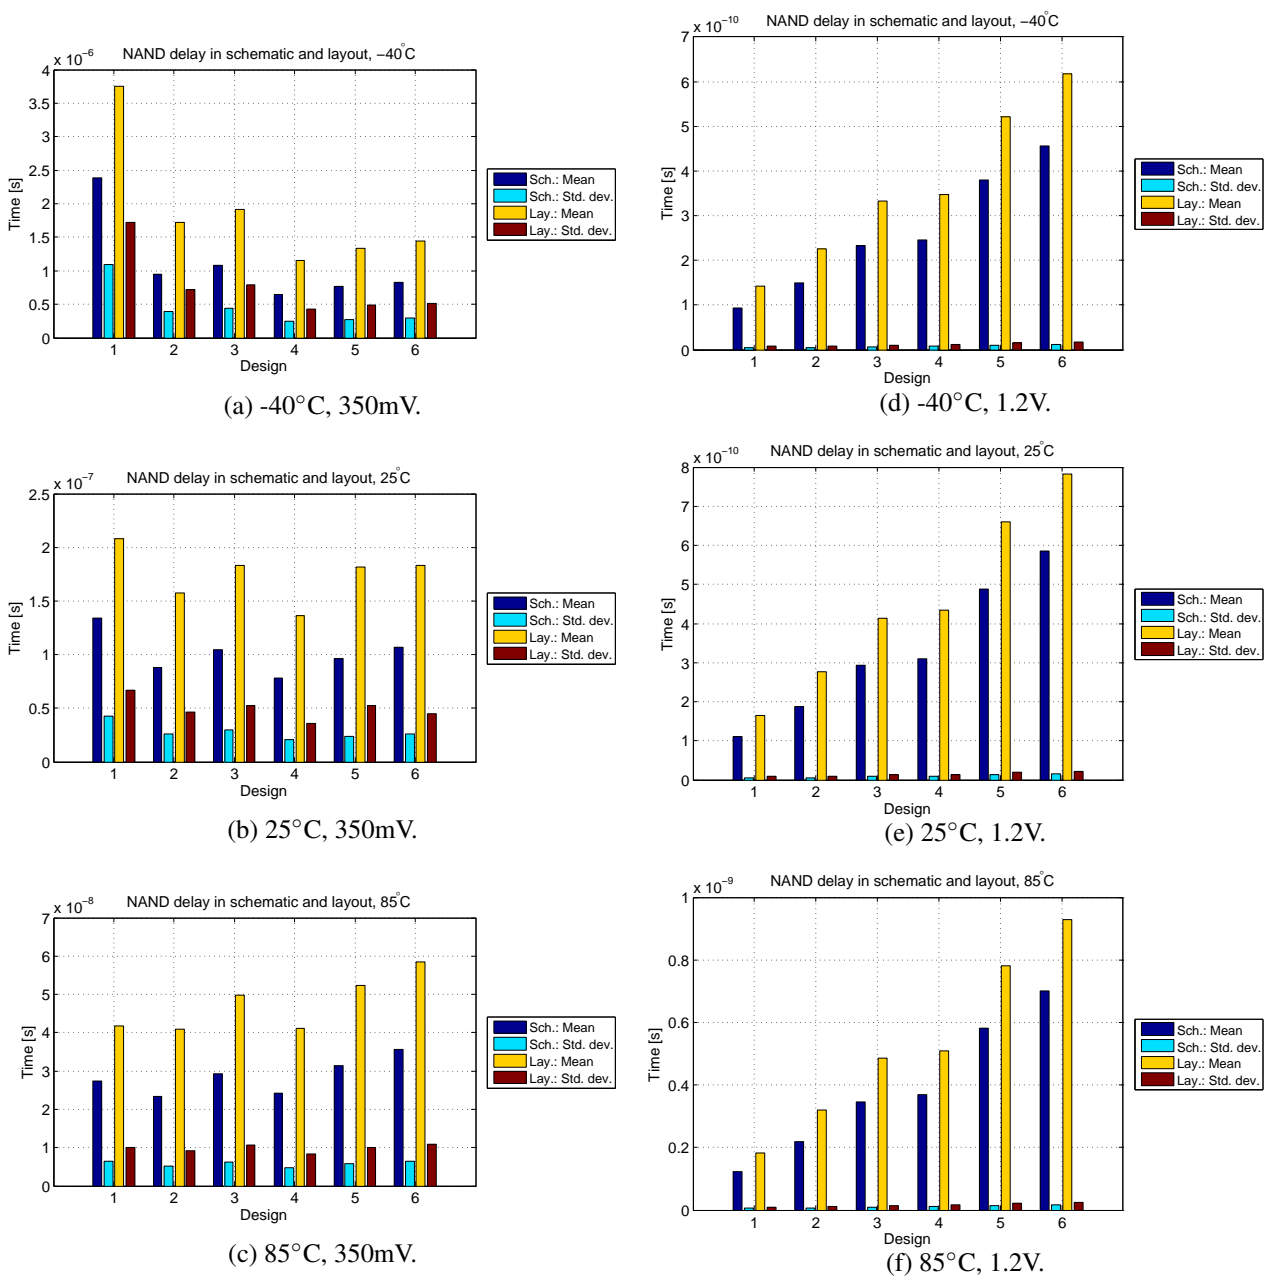 NAND delay in schematic and layout, −40°C
x 10−6
4
3.5
3
2.5
2
1.5
1
0.5
0
Time [s]
1 2 3 4 5 6
Design
Sch.: Mean
Sch.: Std. dev.
Lay.: Mean
Lay.: Std. dev.
(a) -40°C, 350mV.
NAND delay in schematic and layout, 25°C
x 10−7
2.5
2
1.5
1
0.5
0
Time [s]
1 2 3 4 5 6
Design
Sch.: Mean
Sch.: Std. dev.
Lay.: Mean
Lay.: Std. dev.
(b) 25°C, 350mV.
NAND delay in schematic and layout, 85°C
x 10−8
7
6
5
4
3
2
1
0
Time [s]
1 2 3 4 5 6
Design
Sch.: Mean
Sch.: Std. dev.
Lay.: Mean
Lay.: Std. dev.
(c) 85°C, 350mV.
NAND delay in schematic and layout, −40°C
x 10−10
7
6
5
4
3
2
1
0
Time [s]
1 2 3 4 5 6
Design
Sch.: Mean
Sch.: Std. dev.
Lay.: Mean
Lay.: Std. dev.
(d) -40°C, 1.2V.
NAND delay in schematic and layout, 25°C
x 10−10
8
7
6
5
4
3
2
1
0
Time [s]
1 2 3 4 5 6
Design
Sch.: Mean
Sch.: Std. dev.
Lay.: Mean
Lay.: Std. dev.
(e) 25°C, 1.2V.
NAND delay in schematic and layout, 85°C
x 10−9
1
0.8
0.6
0.4
0.2
0
Time [s]
1 2 3 4 5 6
Design
Sch.: Mean
Sch.: Std. dev.
Lay.: Mean
Lay.: Std. dev.
(f) 85°C, 1.2V.